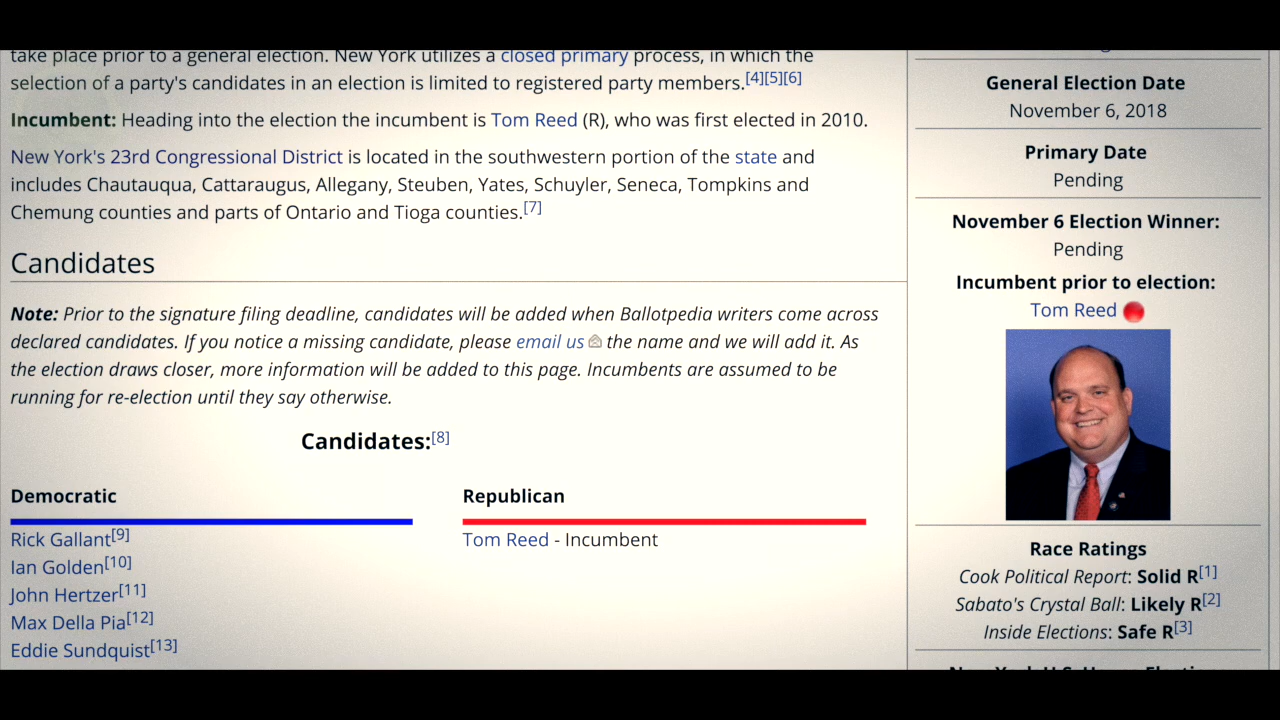 take place prior to a general election. New York utilizes a closed primary process, in which the
selection of a party's candidates in an election is limited to registered party members.[4][5][6]
Incumbent: Heading into the election the incumbent is Tom Reed (R), who was first elected in 2010.
New York's 23rd Congressional District is located in the southwestern portion of the state and
includes Chautauqua, Cattaraugus, Allegany, Steuben, Yates, Schuyler, Seneca, Tompkins and
Chemung counties and parts of Ontario and Tioga counties.[7]
Candidates
Note: Prior to the signature filing deadline, candidates will be added when Ballotpedia writers come across
declared candidates. If you notice a missing candidate, please email us the name and we will add it. As
the election draws closer, more information will be added to this page. Incumbents are assumed to be
running for re-election until they say otherwise.
Candidates:[8]
Democratic
Rick Gallant[9]
Ian Golden[10]
John Hertzer[11]
Max Della Pia[12]
Eddie Sundquist[13]
Republican
Tom Reed - Incumbent
General Election Date
November 6, 2018
Primary Date
Pending
November 6 Election Winner:
Pending
Incumbent prior to election:
Tom Reed
Race Ratings
Cook Political Report: Solid R[1]
Sabato's Crystal Ball: Likely R[2]
Inside Elections: Safe R[3]